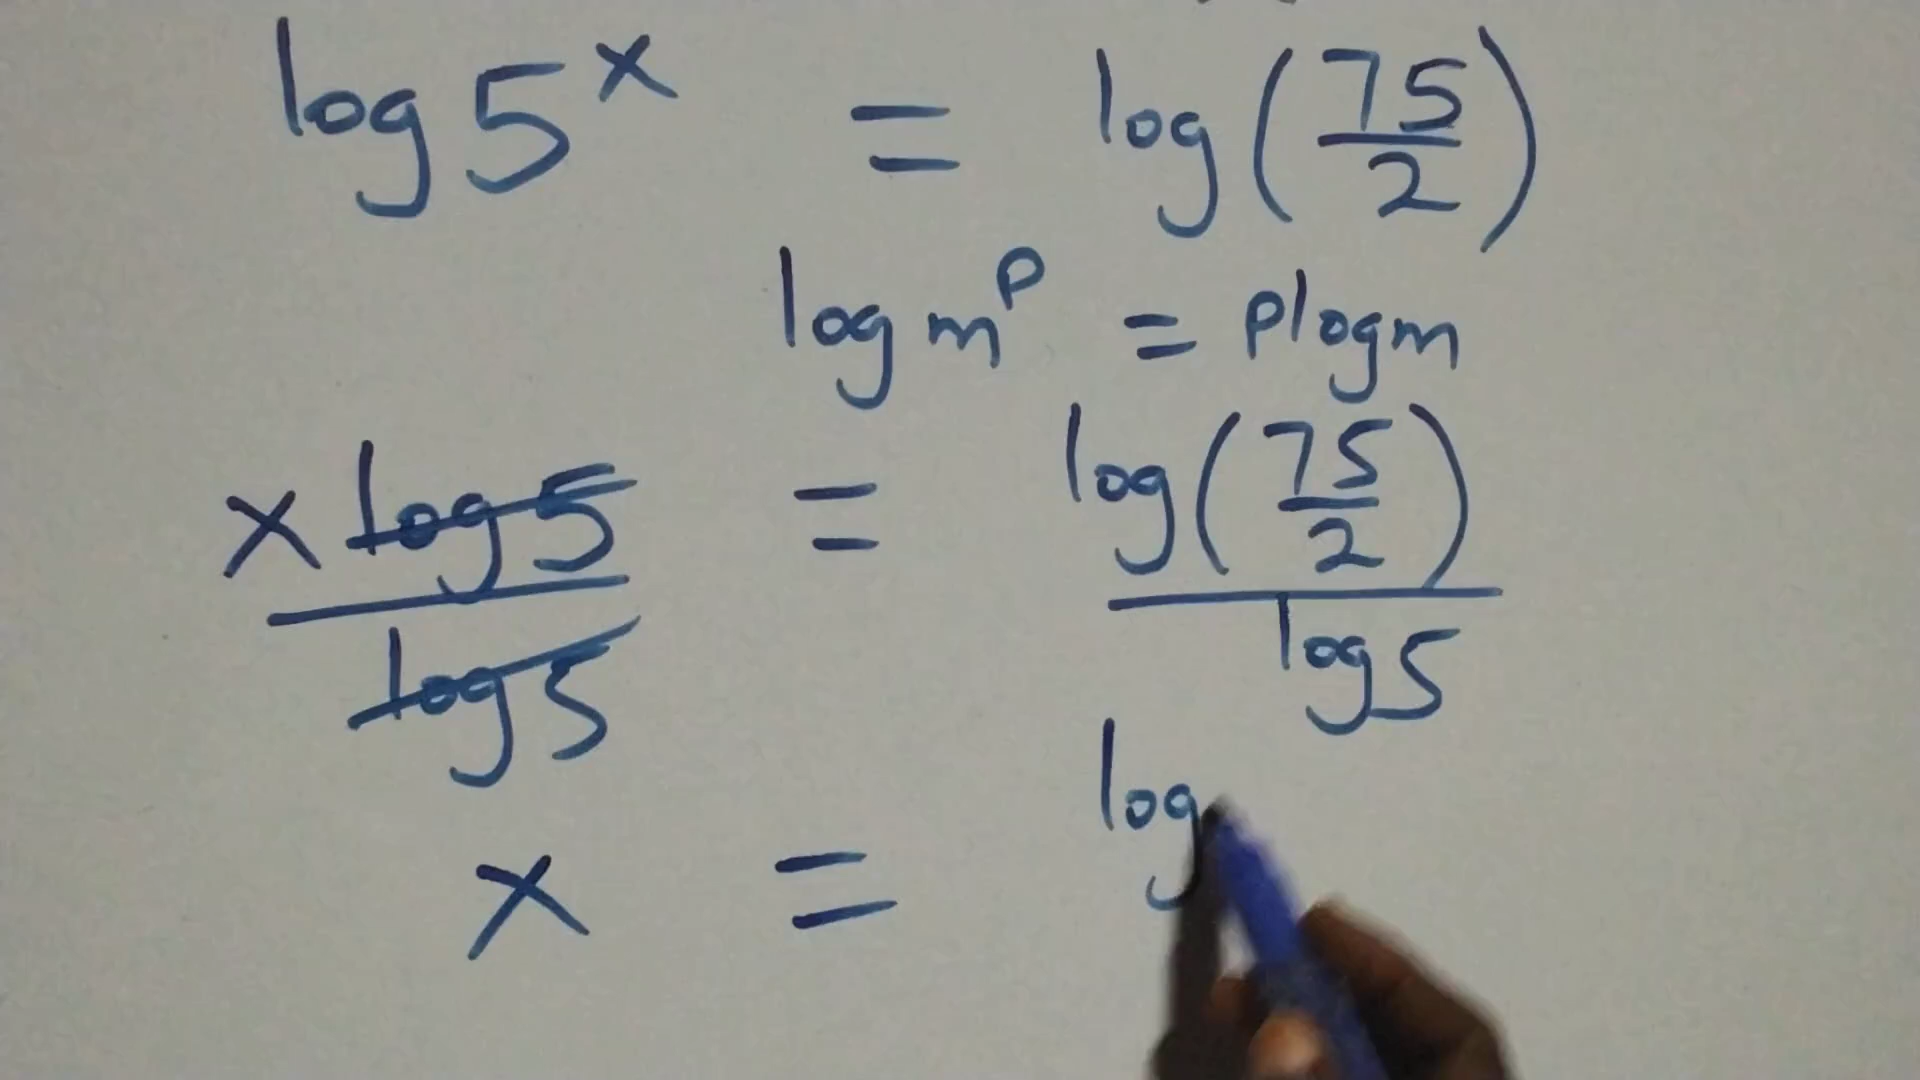 log 5^x = log(75/2)
log m^p = p log m
x log 5 / log 5 = log(75/2) / log 5
x = log